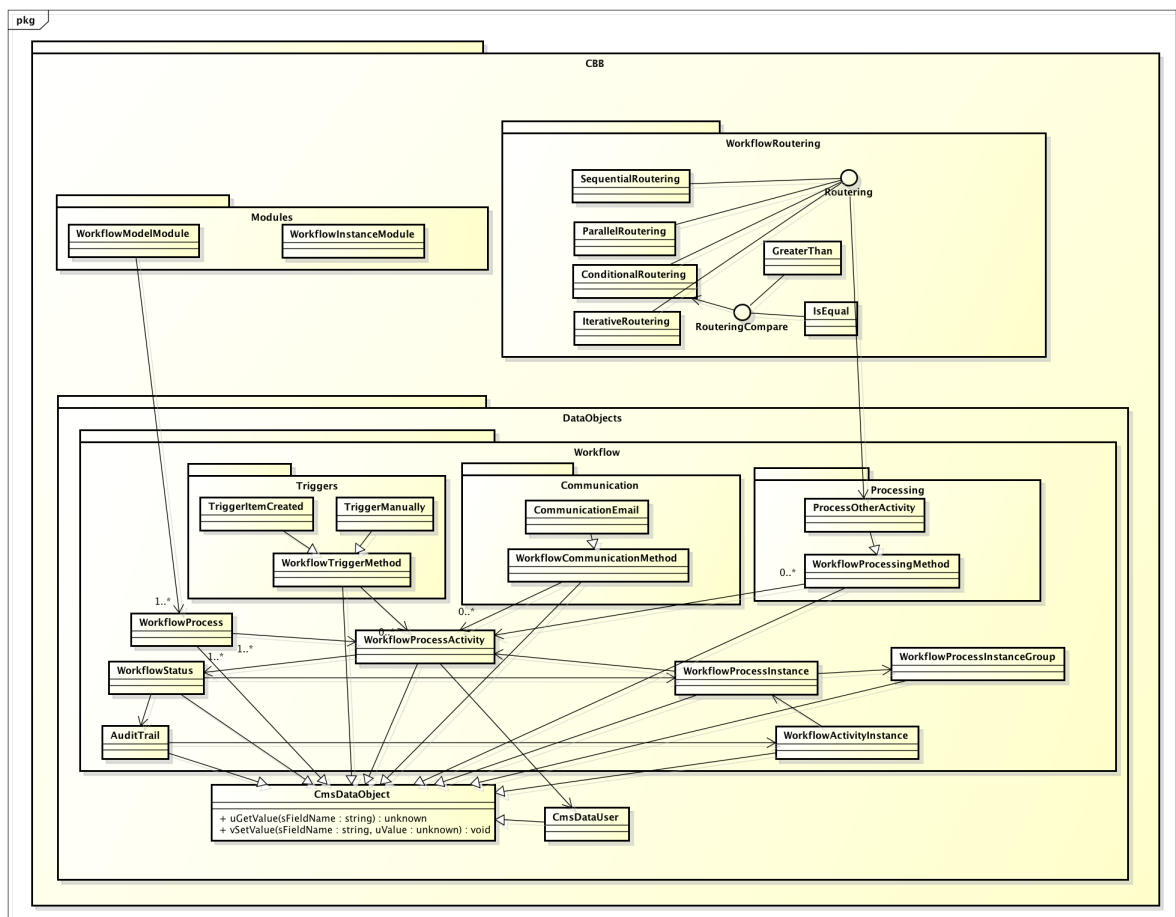 pkg
CBB
WorkflowRoutering
SequentialRoutering
Routering
ParallelRoutering
GreaterThan
ConditionalRoutering
IterativeRoutering
RouteringCompare
IsEqual
Modules
WorkflowModelModule
WorkflowInstanceModule
DataObjects
Workflow
Triggers
TriggerItemCreated
TriggerManually
WorkflowTriggerMethod
Communication
CommunicationEmail
WorkflowCommunicationMethod
Processing
ProcessOtherActivity
WorkflowProcessingMethod
0..*
1..*
0..*
0..*
WorkflowProcess
WorkflowProcessActivity
1..*
1..*
WorkflowStatus
WorkflowProcessInstance
WorkflowProcessInstanceGroup
AuditTrail
WorkflowActivityInstance
CmsDataObject
+ uGetValue(sFieldName : string) : unknown
+ vSetValue(sFieldName : string, uValue : unknown) : void
CmsDataUser